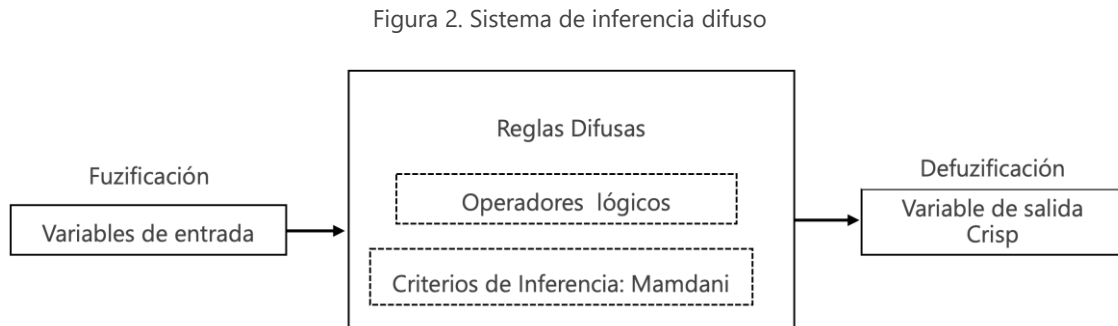 Figura 2. Sistema de inferencia difuso
Fuzificación
Variables de entrada
Reglas Difusas
Operadores lógicos
Criterios de Inferencia: Mamdani
Defuzificación
Variable de salida
Crisp